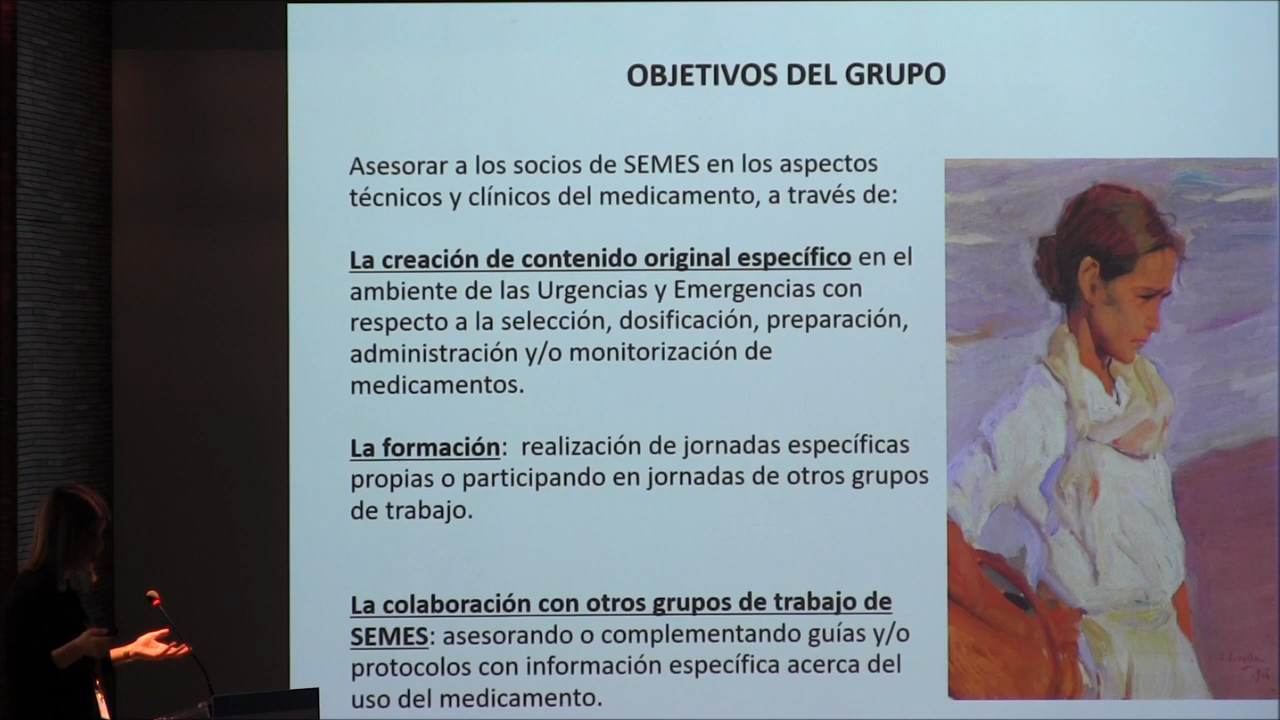 OBJETIVOS DEL GRUPO
Asesorar a los socios de SEMES en los aspectos
técnicos y clínicos del medicamento, a través de:
La creación de contenido original específico en el
ambiente de las Urgencias y Emergencias con
respecto a la selección, dosificación, preparación,
administración y/o monitorización de
medicamentos.
La formación: realización de jornadas específicas
propias o participando en jornadas de otros grupos
de trabajo.
La colaboración con otros grupos de trabajo de
SEMES: asesorando o complementando guías y/o
protocolos con información específica acerca del
uso del medicamento.